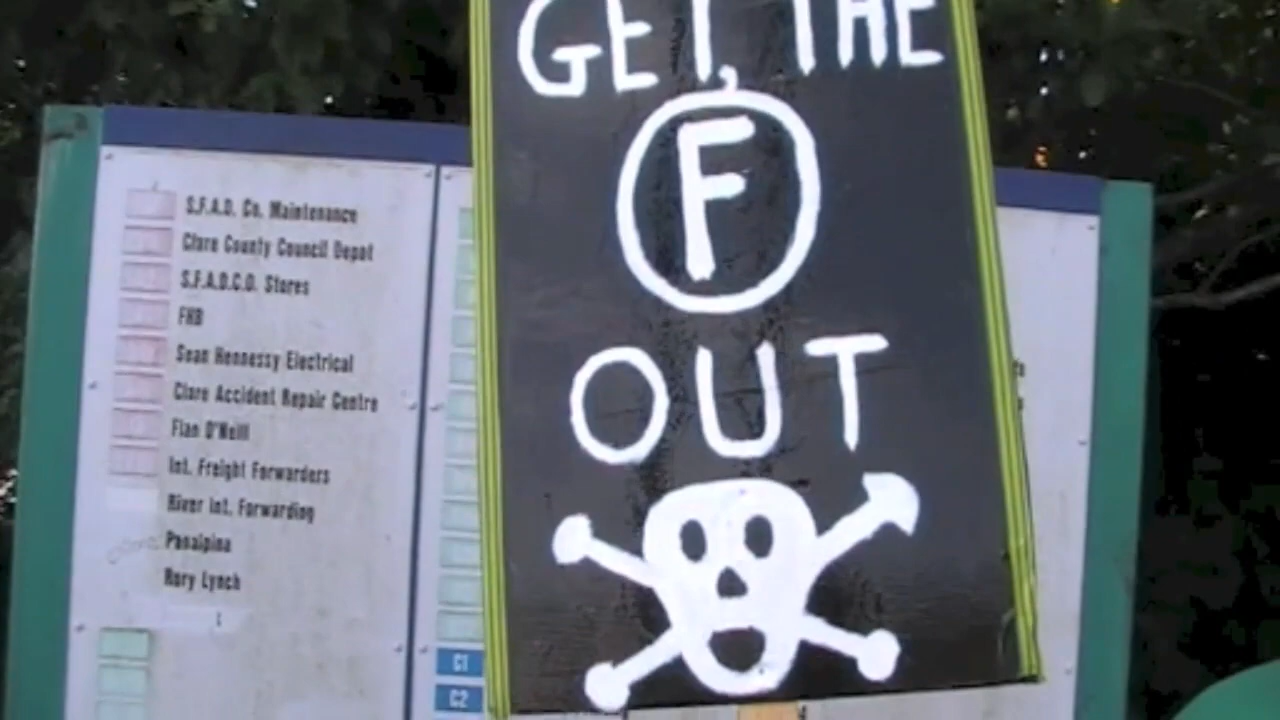 GET THE
F
OUT
S.F.A.D. Co. Maintenance
Clare County Council Depot
S.F.A.D.C.O. Stores
FKB
Sean Hennessy Electrical
Clare Accident Repair Centre
Flan O'Neill
Int. Freight Forwarders
River Int. Forwarding
Panalpina
Rory Lynch
C1
C2